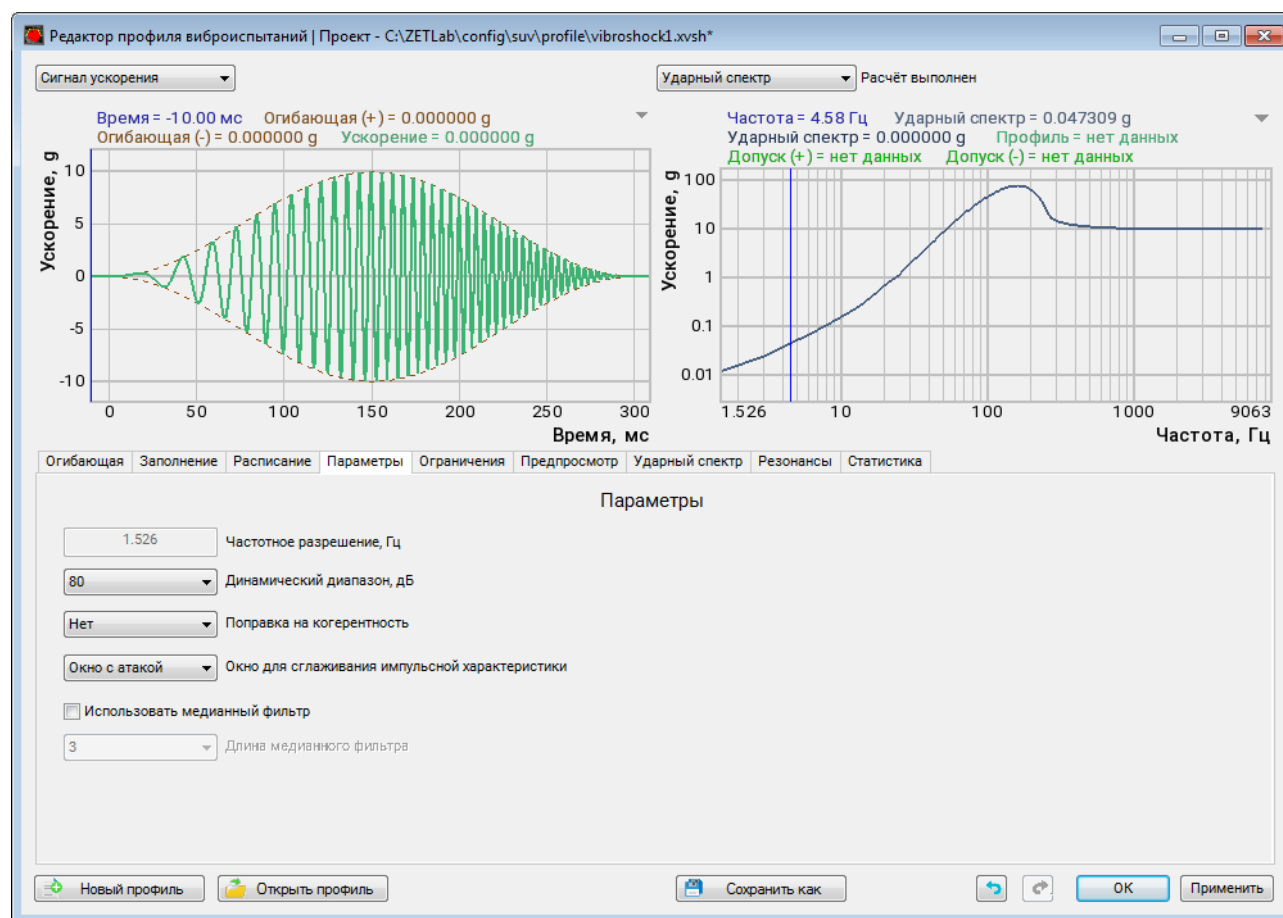 Редактор профиля виброиспытаний | Проект - C:\ZETLab\config\suv\profile\vibroshock1.xvsh*
Сигнал ускорения
Ударный спектр Расчёт выполнен
Время = -10.00 мс Огибающая (+) = 0.000000 g
Огибающая (-) = 0.000000 g Ускорение = 0.000000 g
Ускорение, g
10
5
0
-5
-10
0 50 100 150 200 250 300
Время, мс
Частота = 4.58 Гц Ударный спектр = 0.047309 g
Ударный спектр = 0.000000 g Профиль = нет данных
Допуск (+) = нет данных Допуск (-) = нет данных
Ускорение, g
100
10
1
0.1
0.01
1.526 10 100 1000 9063
Частота, Гц
Огибающая Заполнение Расписание Параметры Ограничения Предпросмотр Ударный спектр Резонансы Статистика
Параметры
1.526 Частотное разрешение, Гц
80 Динамический диапазон, дБ
Нет Поправка на когерентность
Окно с атакой Окно для сглаживания импульсной характеристики
Использовать медианный фильтр
3 Длина медианного фильтра
Новый профиль Открыть профиль Сохранить как ОК Применить